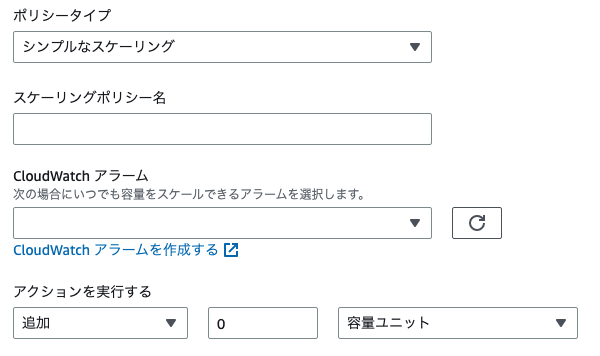 ポリシータイプ
シンプルなスケーリング
スケーリングポリシー名
CloudWatch アラーム
次の場合にいつでも容量をスケールできるアラームを選択します。
CloudWatch アラームを作成する
アクションを実行する
追加 0 容量ユニット